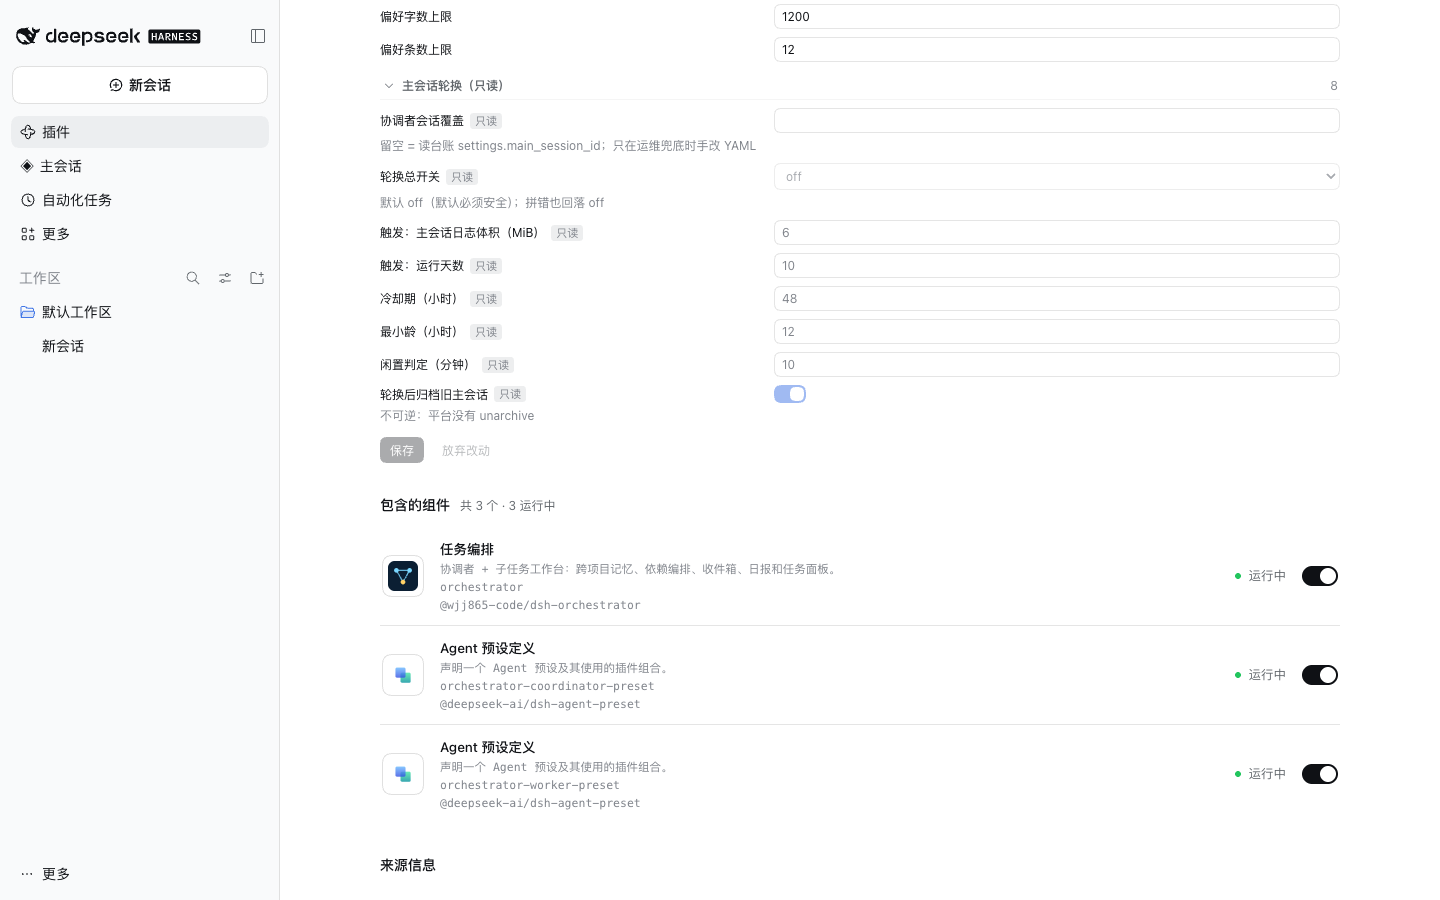 deepseek HARNESS
新会话
插件
主会话
自动化任务
更多
工作区
默认工作区
新会话
更多
偏好字数上限 1200
偏好条数上限 12
主会话轮换（只读） 8
协调者会话覆盖 只读
留空 = 读台账 settings.main_session_id；只在运维兜底时手改 YAML
轮换总开关 只读 off
默认 off（默认必须安全）；拼错也回落 off
触发：主会话日志体积（MiB） 只读 6
触发：运行天数 只读 10
冷却期（小时） 只读 48
最小龄（小时） 只读 12
闲置判定（分钟） 只读 10
轮换后归档旧主会话 只读
不可逆：平台没有 unarchive
保存 放弃改动
包含的组件 共 3 个 · 3 运行中
任务编排
协调者 + 子任务工作台：跨项目记忆、依赖编排、收件箱、日报和任务面板。
orchestrator
@wjj865-code/dsh-orchestrator
运行中
Agent 预设定义
声明一个 Agent 预设及其使用的插件组合。
orchestrator-coordinator-preset
@deepseek-ai/dsh-agent-preset
运行中
Agent 预设定义
声明一个 Agent 预设及其使用的插件组合。
orchestrator-worker-preset
@deepseek-ai/dsh-agent-preset
运行中
来源信息